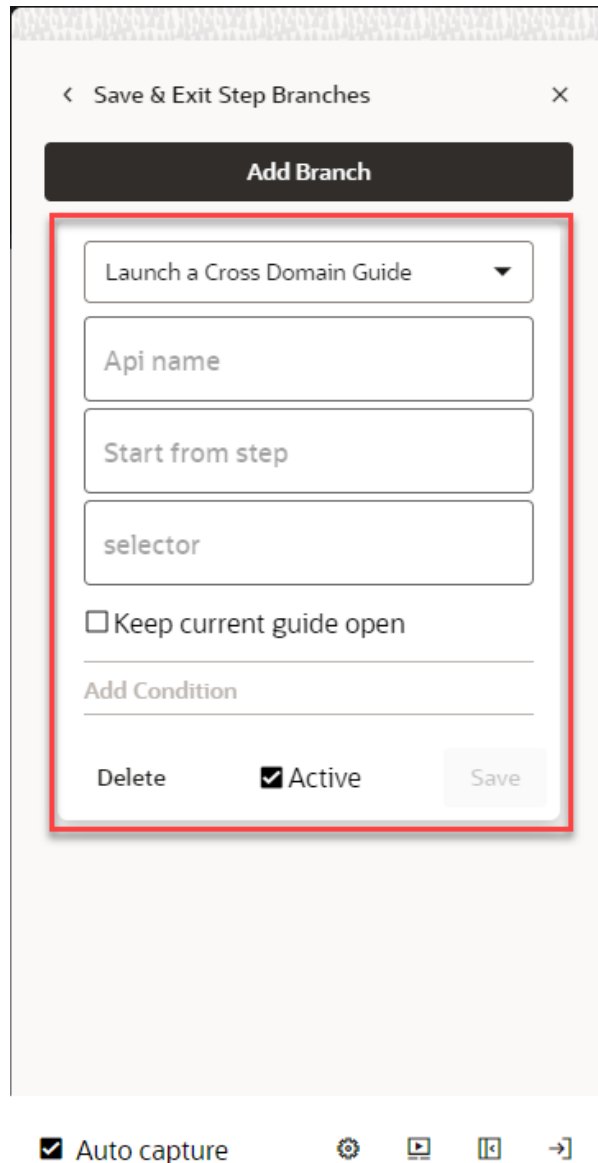 Save & Exit Step Branches
Add Branch
Launch a Cross Domain Guide
Api name
Start from step
selector
Keep current guide open
Add Condition
Delete Active Save
Auto capture